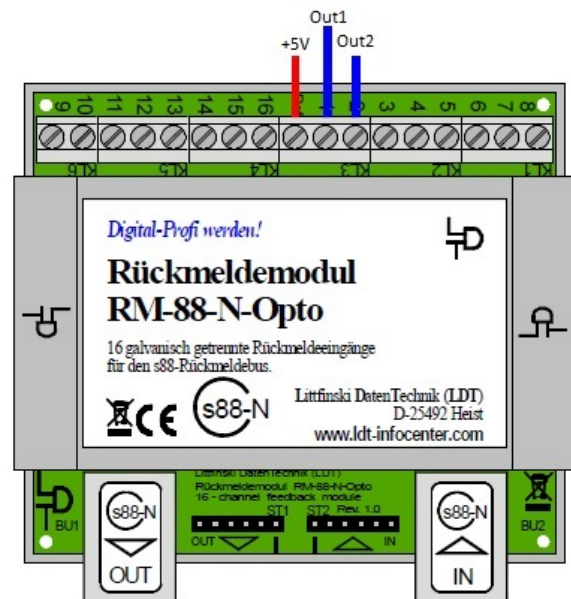 Out1
+5V
Out2
9 10 11 12 13 14 15 16 2 3 4 5 6 7 8
KL6 KL5 KL4 KL3 KL2 KL1
Digital-Profi werden!
Rückmeldemodul
RM-88-N-Opto
16 galvanisch getrennte Rückmeldeeingänge
für den s88-Rückmeldebus.
CE
s88-N
Littfinski DatenTechnik (LDT)
D-25492 Heist
www.ldt-infocenter.com
Littfinski DatenTechnik (LDT)
Rückmeldemodul RM-88-N-Opto
16 - channel feedback module
ST1 ST2 Rev. 1.0
OUT IN
BU1 BU2
s88-N
OUT
s88-N
IN